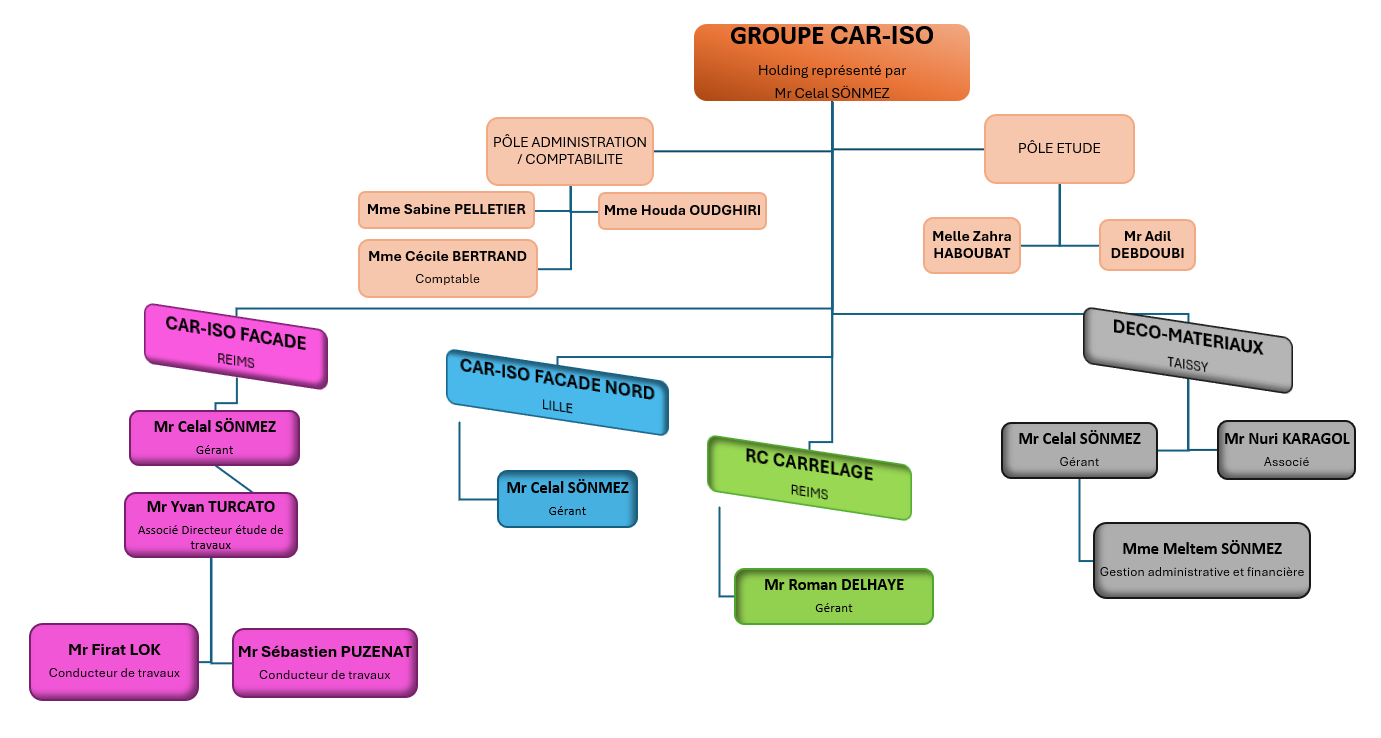 GROUPE CAR-ISO
Holding représenté par
Mr Celal SÖNMEZ
PÔLE ADMINISTRATION
/ COMPTABILITE
PÔLE ETUDE
Mme Sabine PELLETIER
Mme Houda OUDGHIRI
Mme Cécile BERTRAND
Comptable
Melle Zahra
HABOUBAT
Mr Adil
DEBDOUBI
CAR-ISO FACADE
REIMS
Mr Celal SÖNMEZ
Gérant
Mr Yvan TURCATO
Associé Directeur étude de
travaux
Mr Firat LOK
Conducteur de travaux
Mr Sébastien PUZENAT
Conducteur de travaux
CAR-ISO FACADE NORD
LILLE
Mr Celal SÖNMEZ
Gérant
RC CARRELAGE
REIMS
Mr Roman DELHAYE
Gérant
DECO-MATERIAUX
TAISSY
Mr Celal SÖNMEZ
Gérant
Mr Nuri KARAGOL
Associé
Mme Meltem SÖNMEZ
Gestion administrative et financière